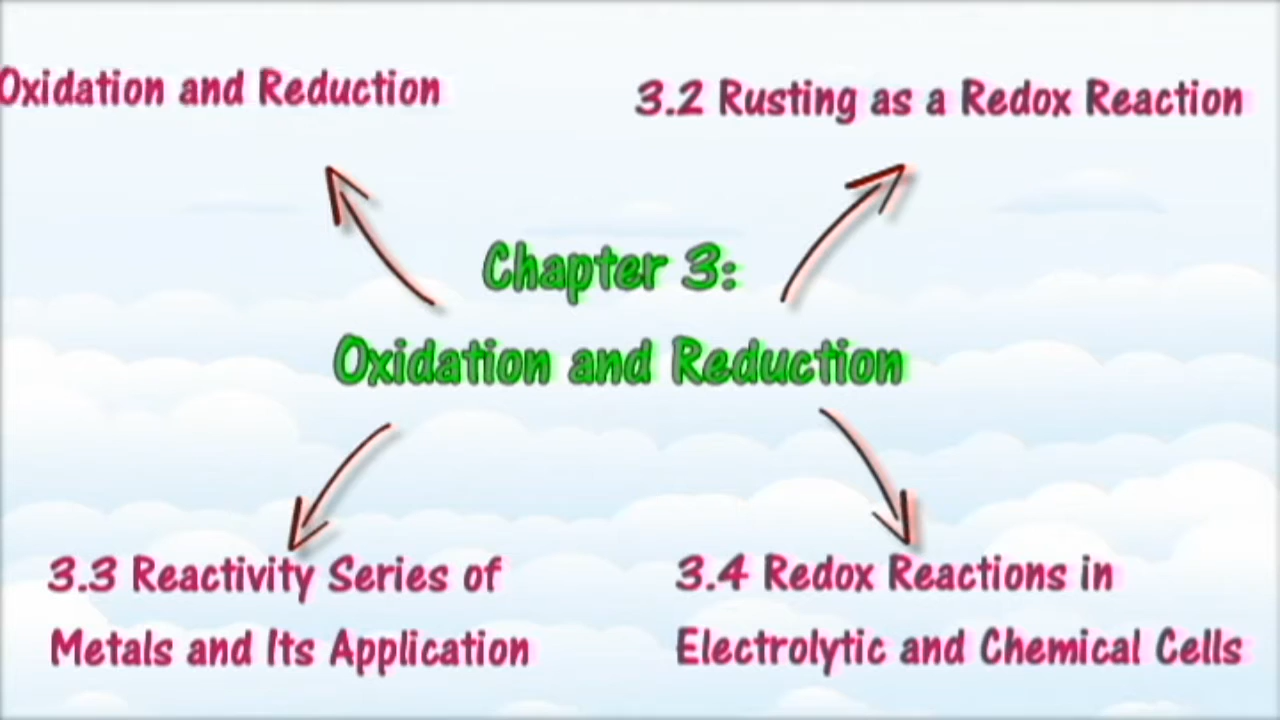 Oxidation and Reduction
3.2 Rusting as a Redox Reaction
Chapter 3:
Oxidation and Reduction
3.3 Reactivity Series of
Metals and Its Application
3.4 Redox Reactions in
Electrolytic and Chemical Cells